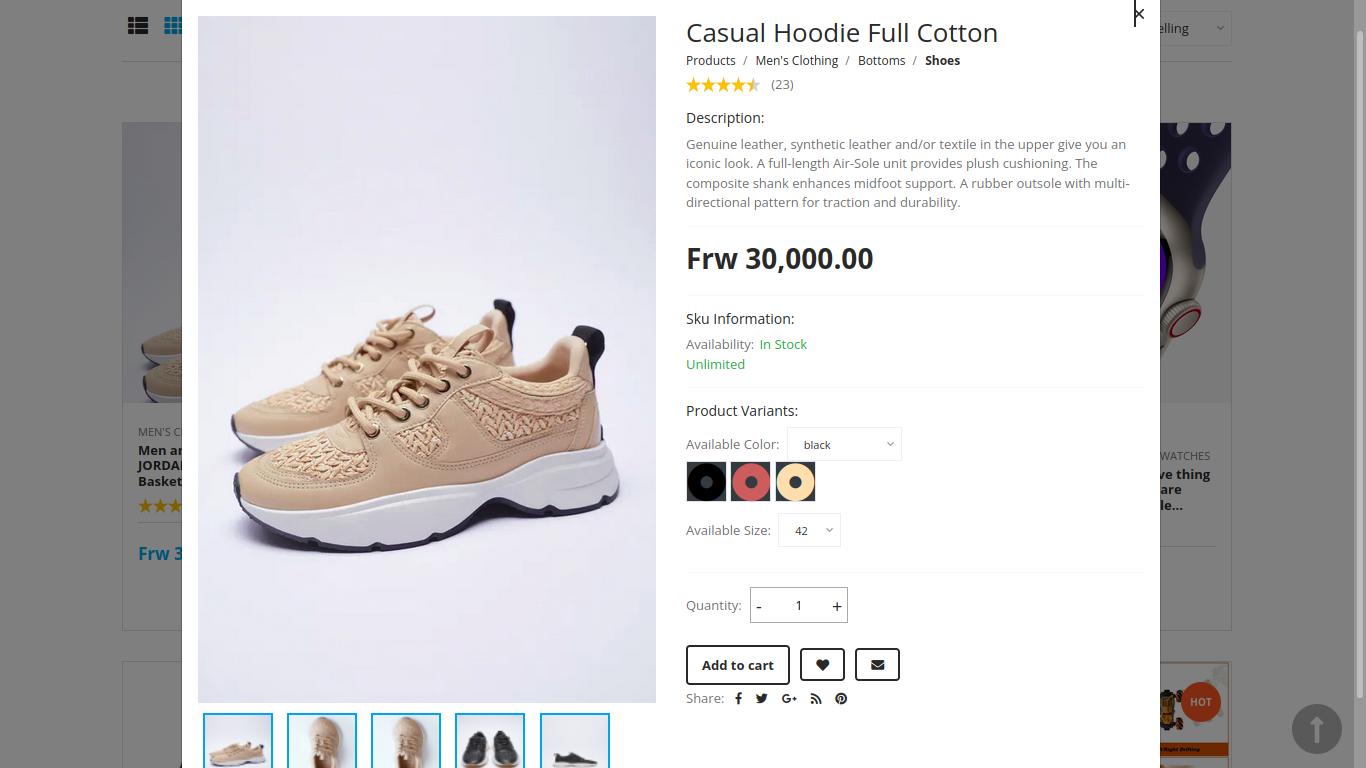 elling
Casual Hoodie Full Cotton
Products / Men's Clothing / Bottoms / Shoes
(23)
Description:
Genuine leather, synthetic leather and/or textile in the upper give you an
iconic look. A full-length Air-Sole unit provides plush cushioning. The
composite shank enhances midfoot support. A rubber outsole with multi-
directional pattern for traction and durability.
Frw 30,000.00
Sku Information:
Availability: In Stock
Unlimited
Product Variants:
Available Color: black
Available Size: 42
Quantity: - 1 +
Add to cart
Share:
MEN'S C
Men an
JORDA
Basket
Frw 3
WATCHES
ve thing
are
le...
HOT